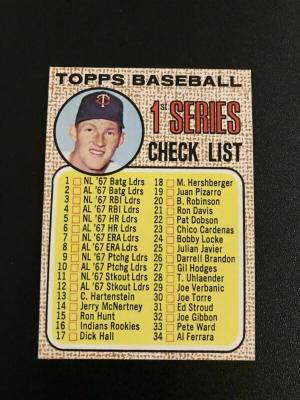 TOPPS BASEBALL
1ST SERIES
CHECK LIST
1 NL '67 Batg Ldrs
2 AL '67 Batg Ldrs
3 NL '67 RBI Ldrs
4 AL '67 RBI Ldrs
5 NL '67 HR Ldrs
6 AL '67 HR Ldrs
7 NL '67 ERA Ldrs
8 AL '67 ERA Ldrs
9 NL '67 Ptchg Ldrs
10 AL '67 Ptchg Ldrs
11 NL '67 Stkout Ldrs
12 AL '67 Stkout Ldrs
13 C. Hartenstein
14 Jerry McNertney
15 Ron Hunt
16 Indians Rookies
17 Dick Hall
18 M. Hershberger
19 Juan Pizarro
20 B. Robinson
21 Ron Davis
22 Pat Dobson
23 Chico Cardenas
24 Bobby Locke
25 Julian Javier
26 Darrell Brandon
27 Gil Hodges
28 T. Uhlaender
29 Joe Verbanic
30 Joe Torre
31 Ed Stroud
32 Joe Gibbon
33 Pete Ward
34 Al Ferrara